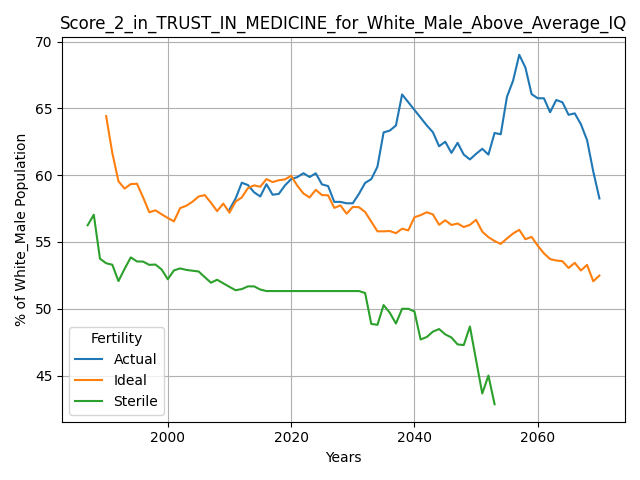 Score_2_in_TRUST_IN_MEDICINE_for_White_Male_Above_Average_IQ
% of White_Male Population
70
65
60
55
50
45
Fertility
Actual
Ideal
Sterile
2000
2020
2040
2060
Years